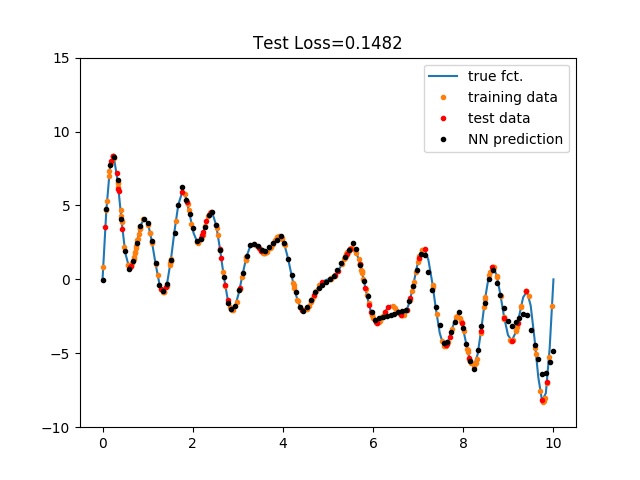 Test Loss=0.1482
true fct.
training data
test data
NN prediction
15
10
5
0
−5
−10
0 2 4 6 8 10